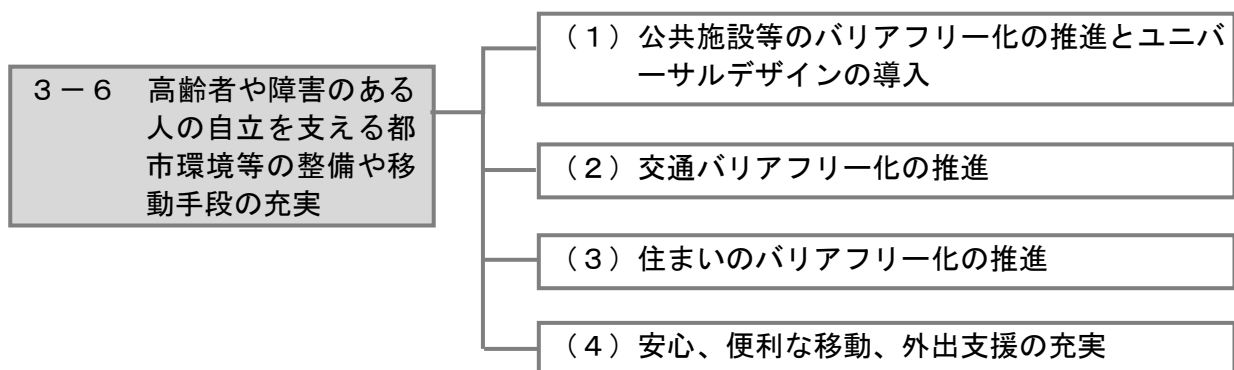 3－6　高齢者や障害のある
人の自立を支える都
市環境等の整備や移
動手段の充実
（1）公共施設等のバリアフリー化の推進とユニバ
ーサルデザインの導入
（2）交通バリアフリー化の推進
（3）住まいのバリアフリー化の推進
（4）安心、便利な移動、外出支援の充実